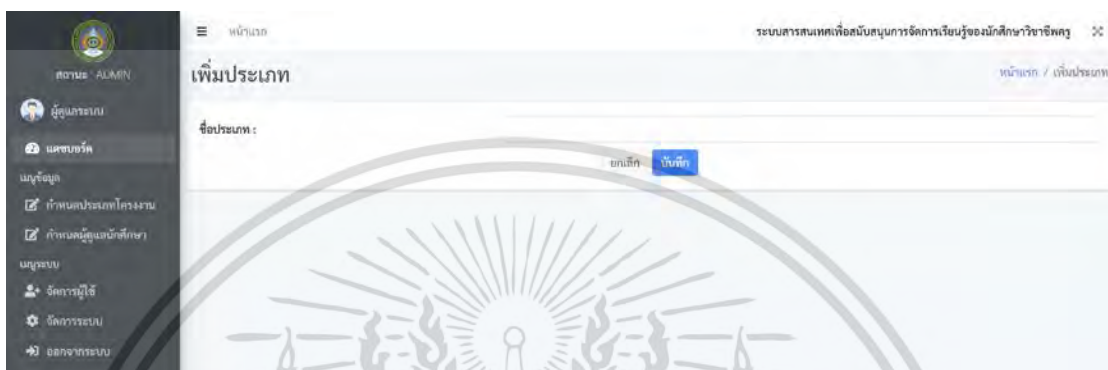 สถานะ : ADMIN
ผู้ดูแลระบบ
แดชบอร์ด
เมนูข้อมูล
กำหนดประเภทโครงงาน
กำหนดผู้ดูแลนักศึกษา
เมนูระบบ
จัดการผู้ใช้
จัดการระบบ
ออกจากระบบ
หน้าแรก
ระบบสารสนเทศเพื่อสนับสนุนการจัดการเรียนรู้ของนักศึกษาวิชาชีพครู
เพิ่มประเภท
หน้าแรก / เพิ่มประเภท
ชื่อประเภท :
ยกเลิก บันทึก